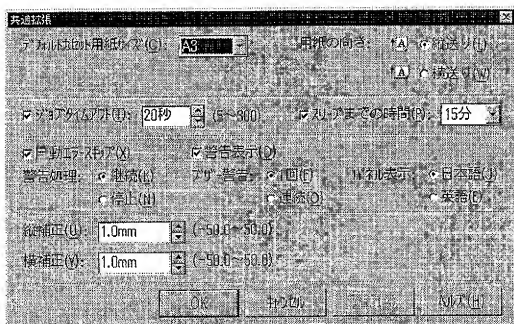 共通拡張
デフォルトカセット用紙サイズ(C): A3 用紙の向き: 縦送り(L)
横送り(W)
ジョブタイムアウト(T): 20秒 (5~300) スリープまでの時間(P): 15分
自動エラースキップ(X) 警告表示(D)
警告処理: 継続(K) ブザー警告: 1回(E) パネル表示: 日本語(J)
停止(N) 連続(O) 英語
縦補正(U): 1.0mm (-50.0~50.0)
横補正(Y): 1.0mm (-50.0~50.0)
OK キャンセル ヘルプ(H)